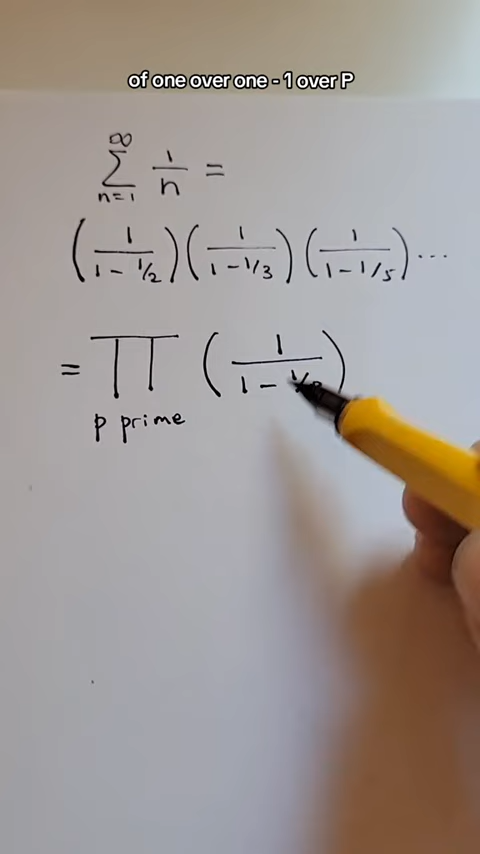 of one over one - 1 over P
∞
∑ 1/n =
n=1
(1/(1 - 1/2)) (1/(1 - 1/3)) (1/(1 - 1/5)) ...
= ∏ (1/(1 - 1/p))
p prime